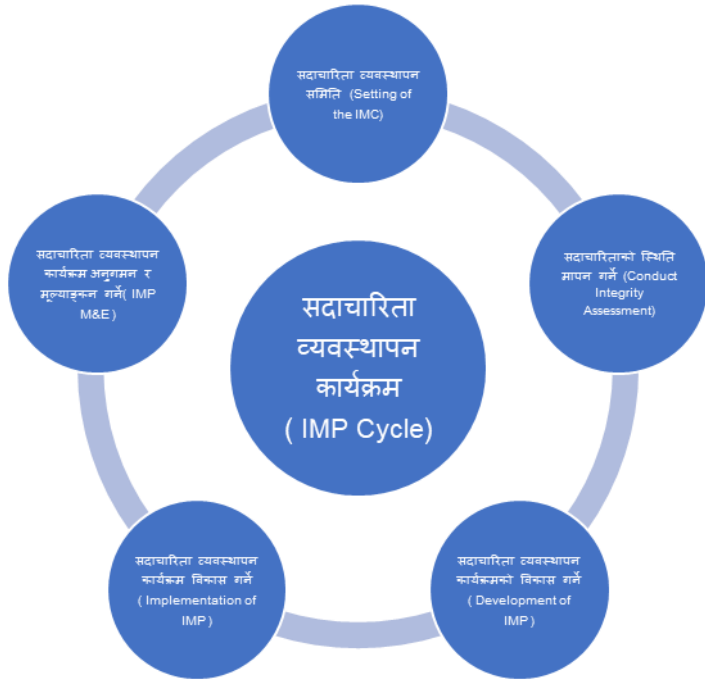 सदाचारिता व्यवस्थापन
समिति (Setting of
the IMC)
सदाचारिताको स्थिति
मापन गर्ने (Conduct
Integrity
Assessment)
सदाचारिता व्यवस्थापन
कार्यक्रमको विकास गर्ने
( Development of
IMP )
सदाचारिता व्यवस्थापन
कार्यक्रम विकास गर्ने
( Implementation of
IMP )
सदाचारिता व्यवस्थापन
कार्यक्रम अनुगमन र
मूल्याङ्कन गर्ने( IMP
M&E )
सदाचारिता
व्यवस्थापन
कार्यक्रम
( IMP Cycle)